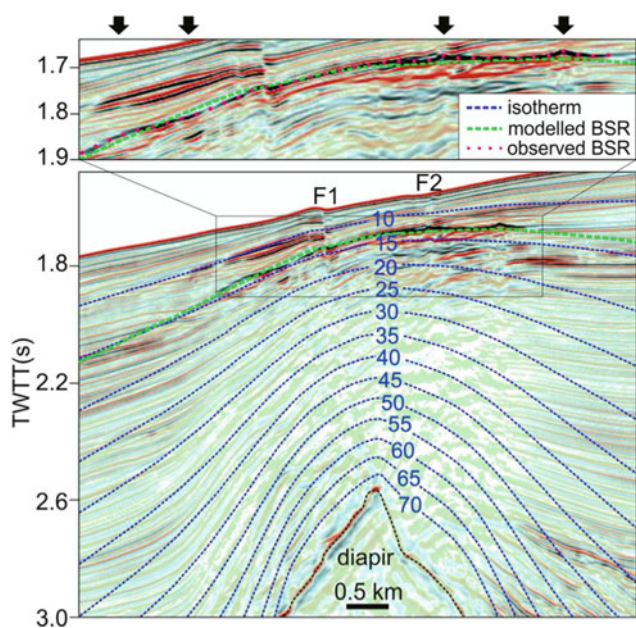 1.7
1.8
1.9
isotherm
modelled BSR
observed BSR
F1
F2
TWTT(s)
1.8
2.2
2.6
3.0
10
15
20
25
30
35
40
45
50
55
60
65
70
diapir
0.5 km